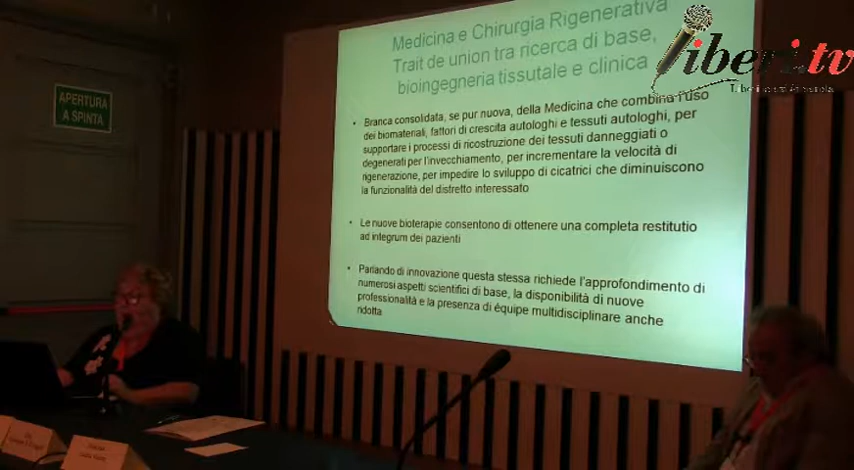 Medicina e Chirurgia Rigenerativa
Trait de union tra ricerca di base,
bioingegneria tissutale e clinica
liberi.tv
APERTURA
A SPINTA
• Branca consolidata, se pur nuova, della Medicina che combina l'uso
dei biomateriali, fattori di crescita autologhi e tessuti autologhi, per
supportare i processi di ricostruzione dei tessuti danneggiati o
degenerati per l'invecchiamento, per incrementare la velocità di
rigenerazione, per impedire lo sviluppo di cicatrici che diminuiscono
la funzionalità del distretto interessato
• Le nuove bioterapie consentono di ottenere una completa restitutio
ad integrum dei pazienti
• Parlando di innovazione questa stessa richiede l'approfondimento di
numerosi aspetti scientifici di base, la disponibilità di nuove
professionalità e la presenza di équipe multidisciplinare anche
ridotta